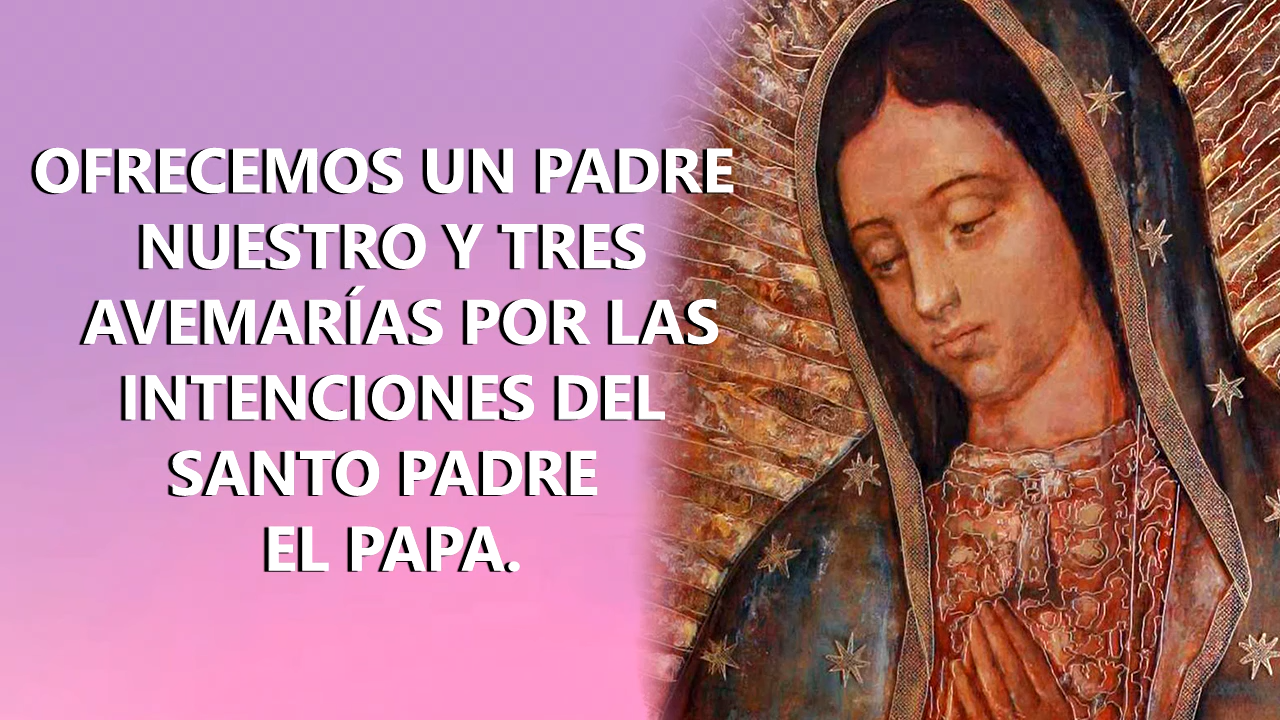 OFRECEMOS UN PADRE
NUESTRO Y TRES
AVEMARÍAS POR LAS
INTENCIONES DEL
SANTO PADRE
EL PAPA.